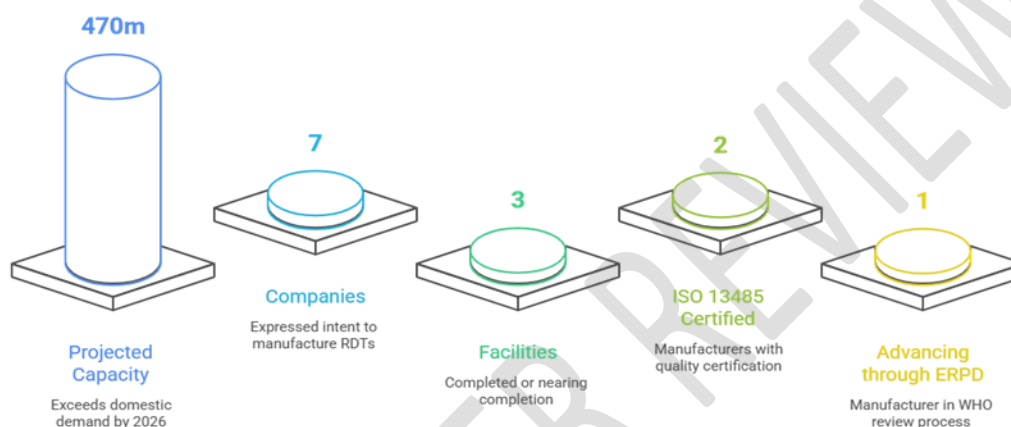 470m
Projected
Capacity
Exceeds domestic
demand by 2026
7
Companies
Expressed intent to
manufacture RDTs
3
Facilities
Completed or nearing
completion
2
ISO 13485
Certified
Manufacturers with
quality certification
1
Advancing
through ERPD
Manufacturer in WHO
review process
REVIEW